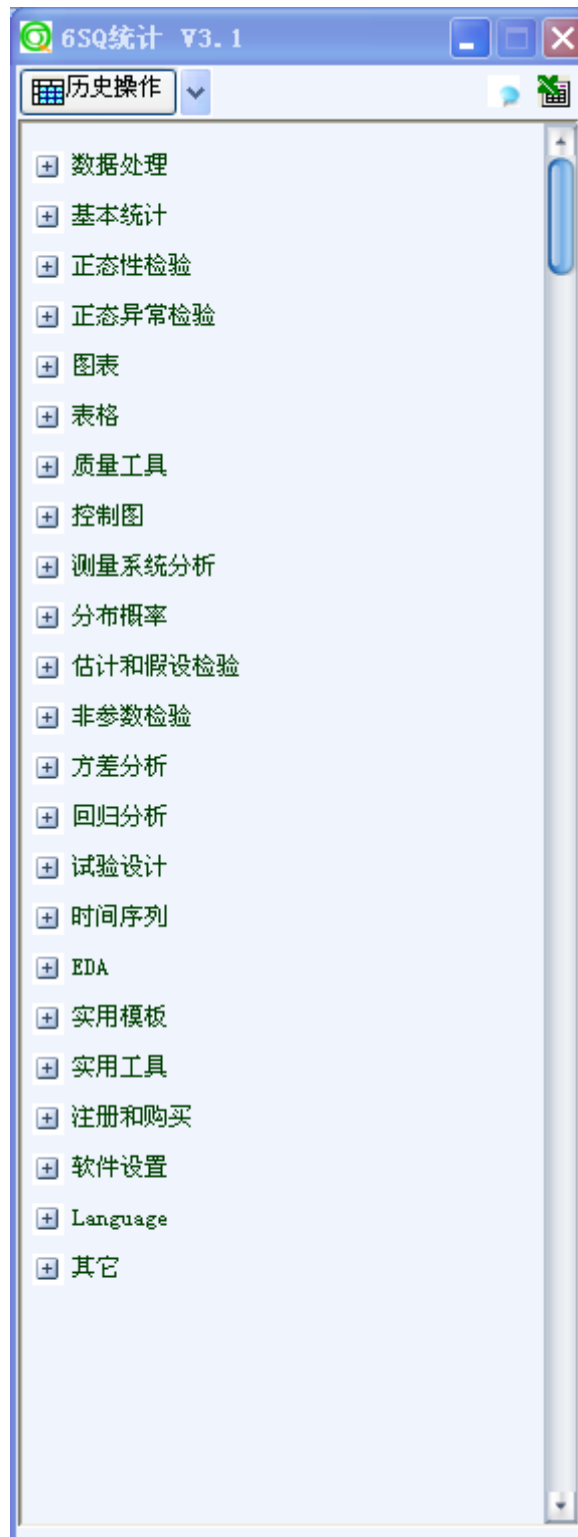 6SQ统计 V3.1
历史操作
数据处理
基本统计
正态性检验
正态异常检验
图表
表格
质量工具
控制图
测量系统分析
分布概率
估计和假设检验
非参数检验
方差分析
回归分析
试验设计
时间序列
EDA
实用模板
实用工具
注册和购买
软件设置
Language
其它